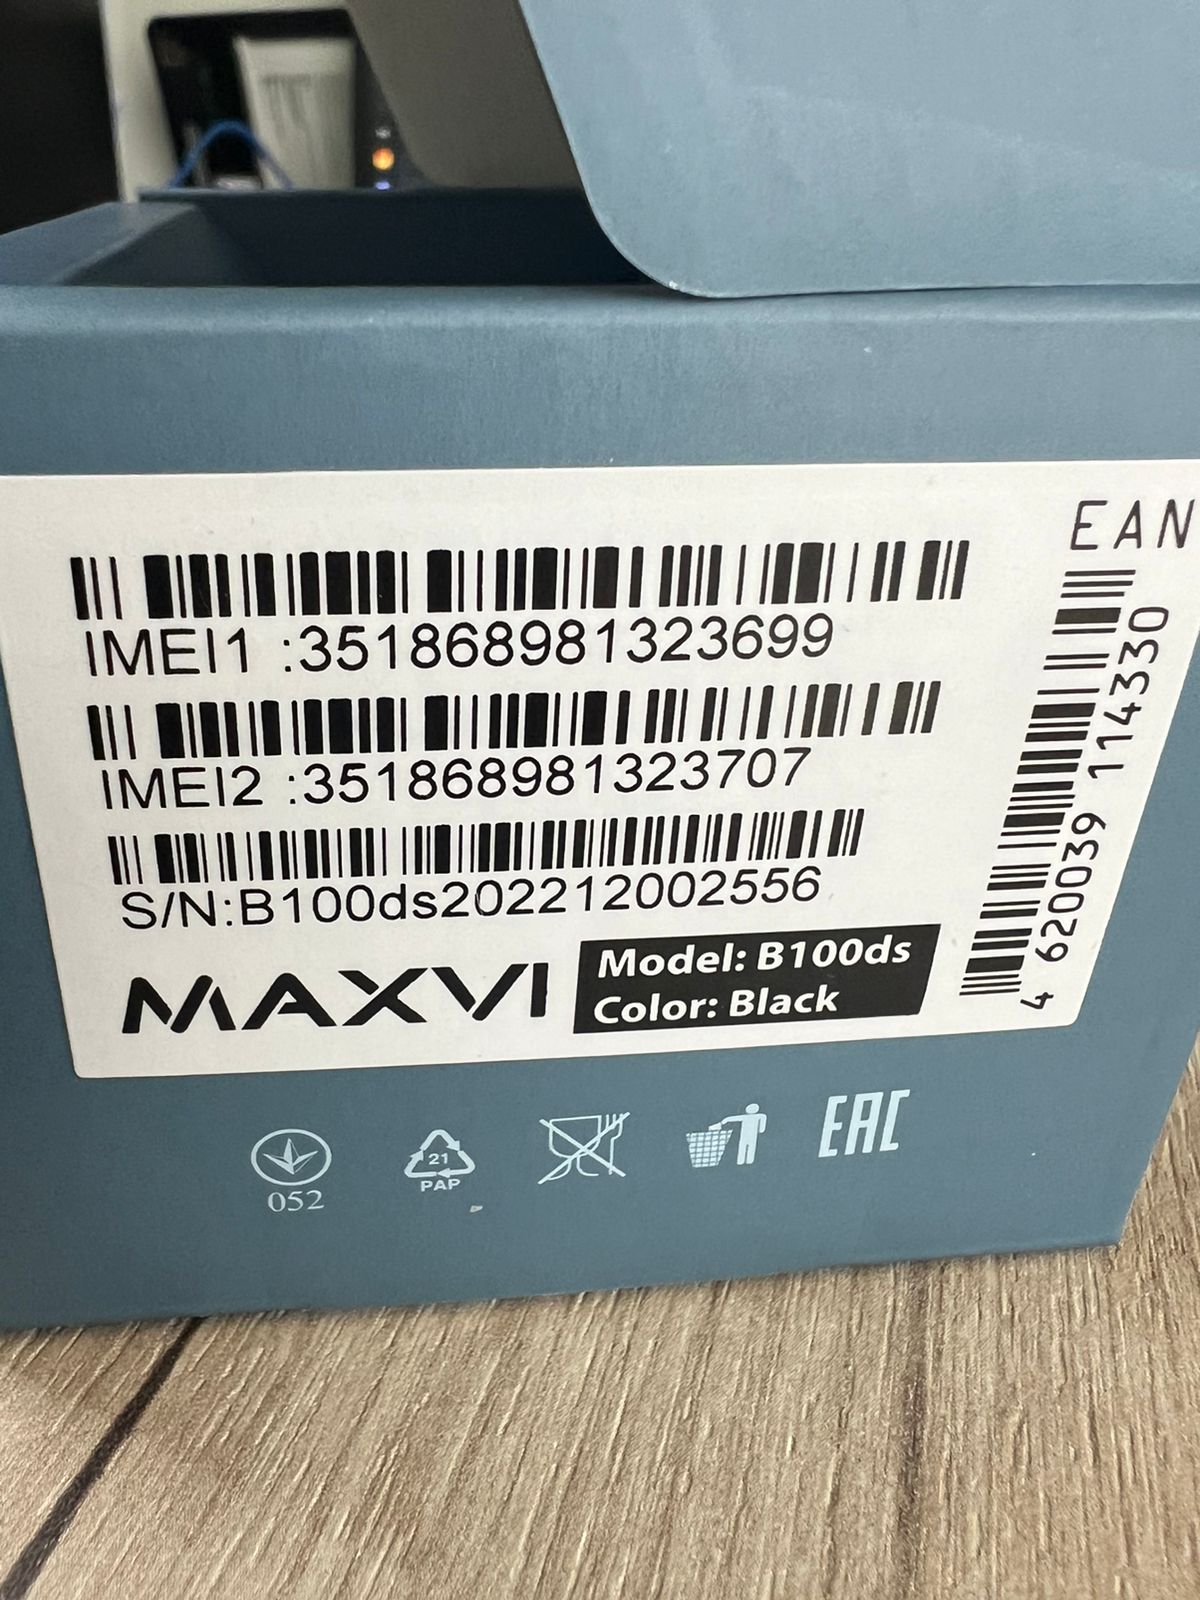 IMEI1 :351868981323699
IMEI2 :351868981323707
S/N:B100ds202212002556
MAXVI
Model: B100ds
Color: Black
EAN
4 620039 114330
052
21
PAP
EAC